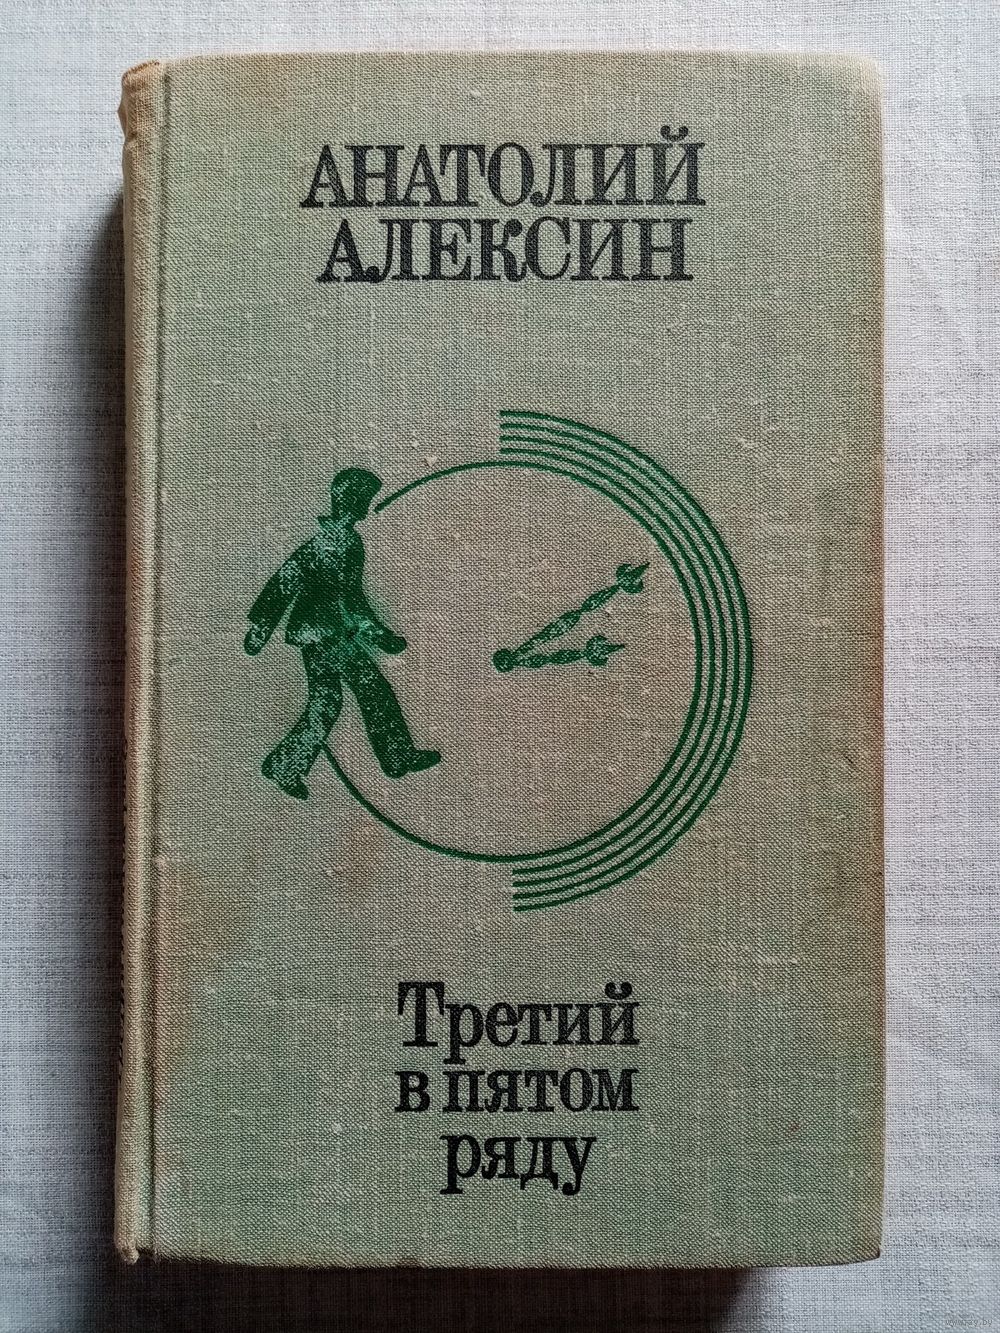 АНАТОЛИЙ
АЛЕКСИН
Третий
в пятом
ряду